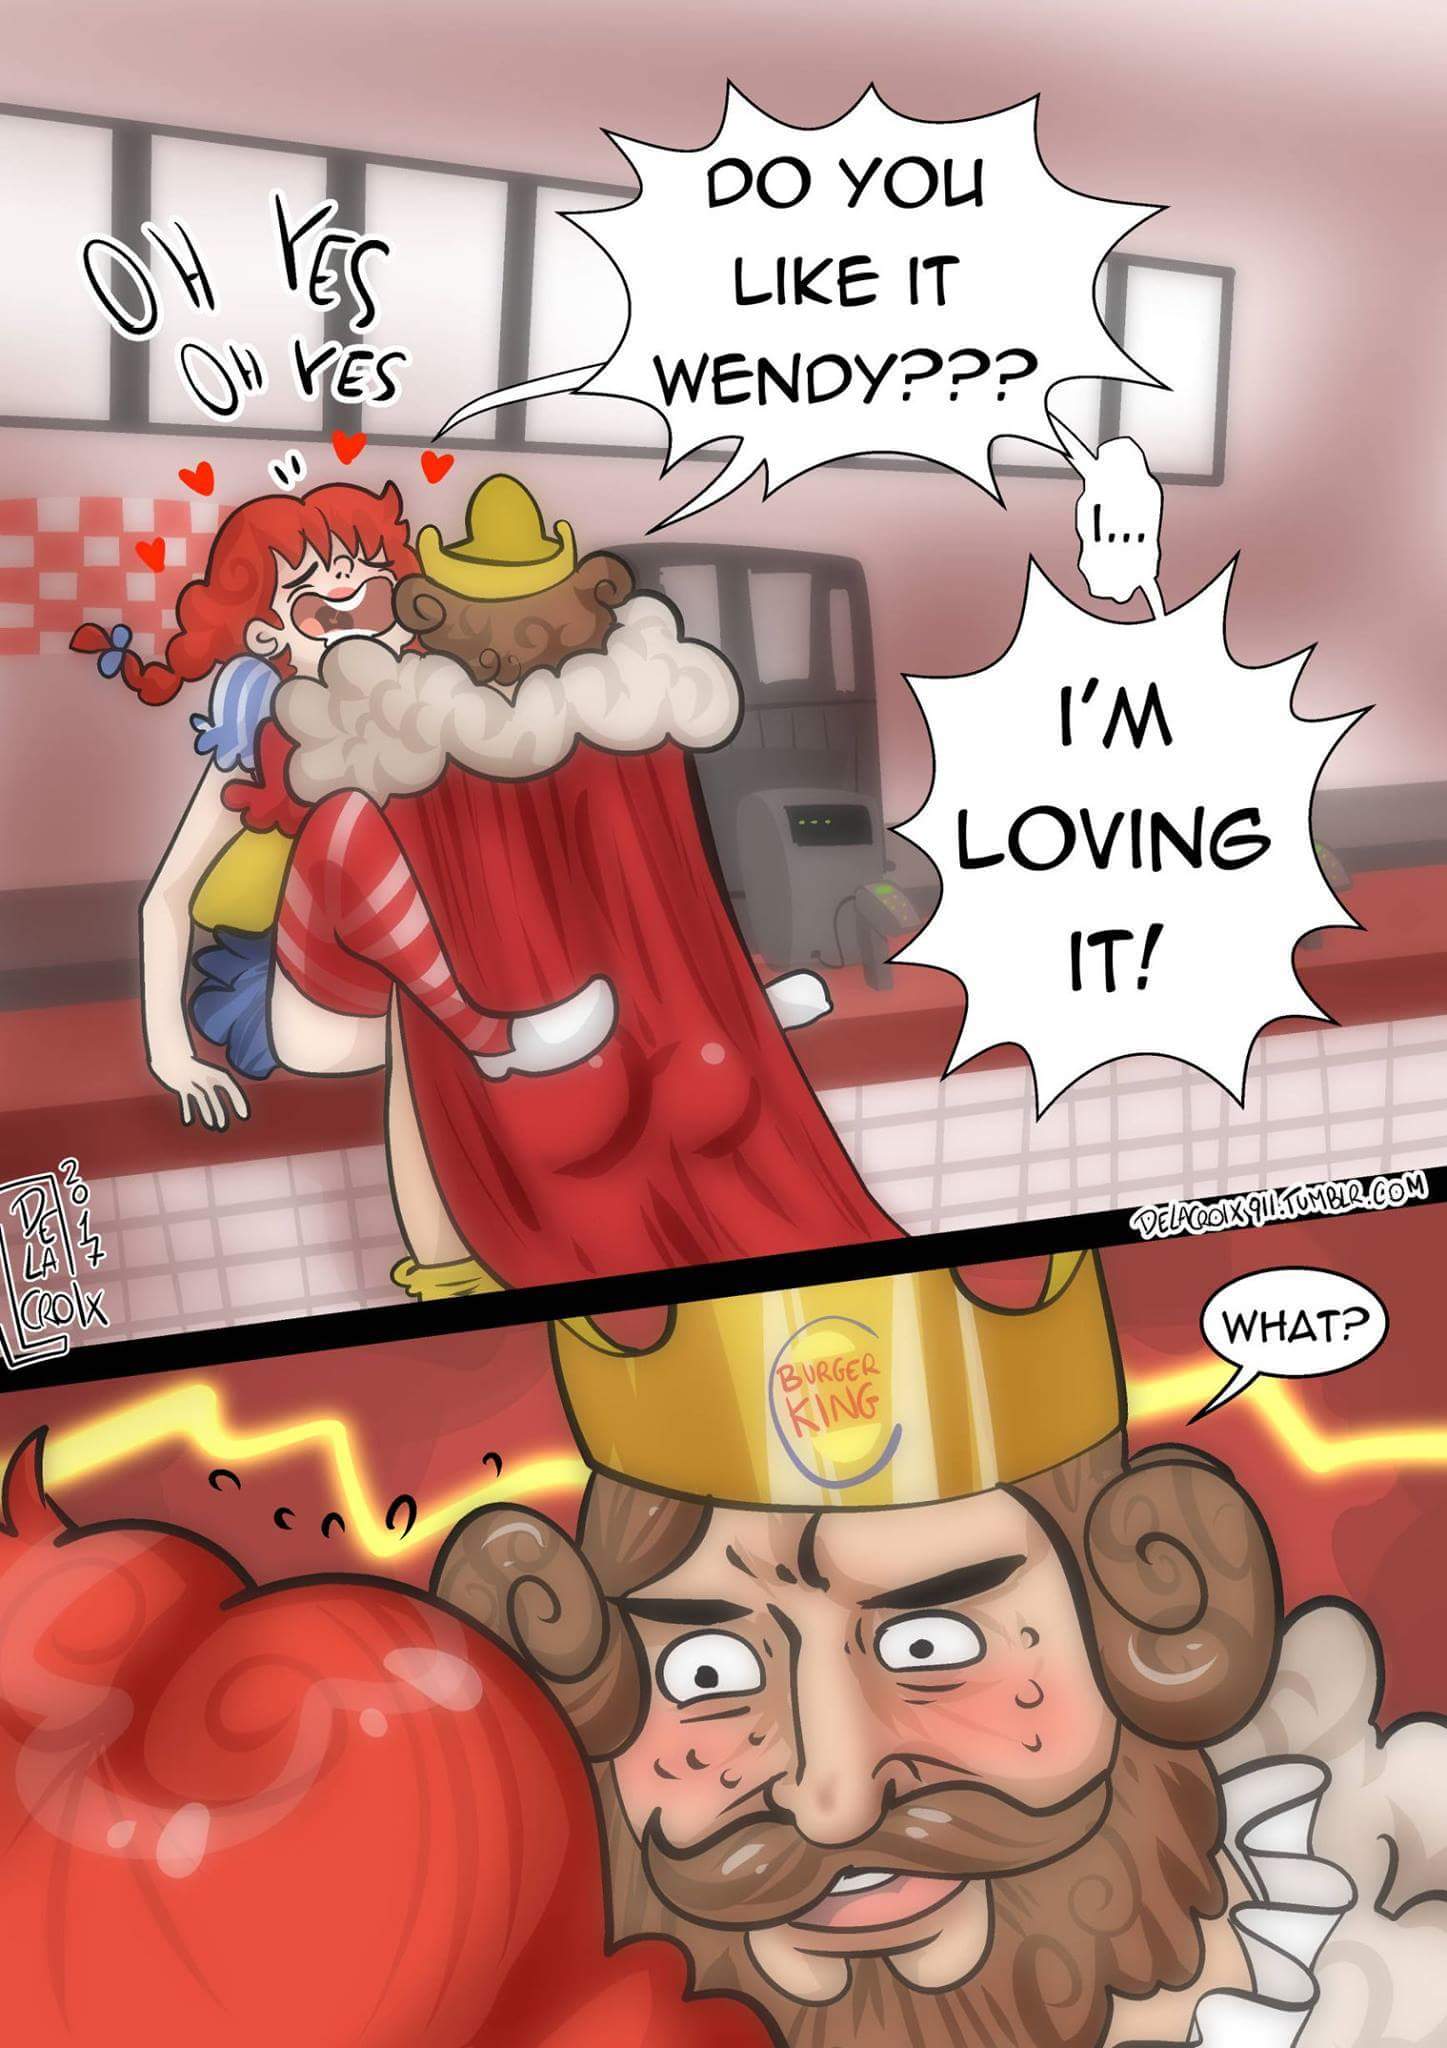 DO YOU
LIKE IT
WENDY???
OH YES
OH YES
I...
I'M
LOVING
IT!
DELACROIX911.TUMBLR.COM
DE
LA
CROIX
2017
WHAT?
BURGER
KING